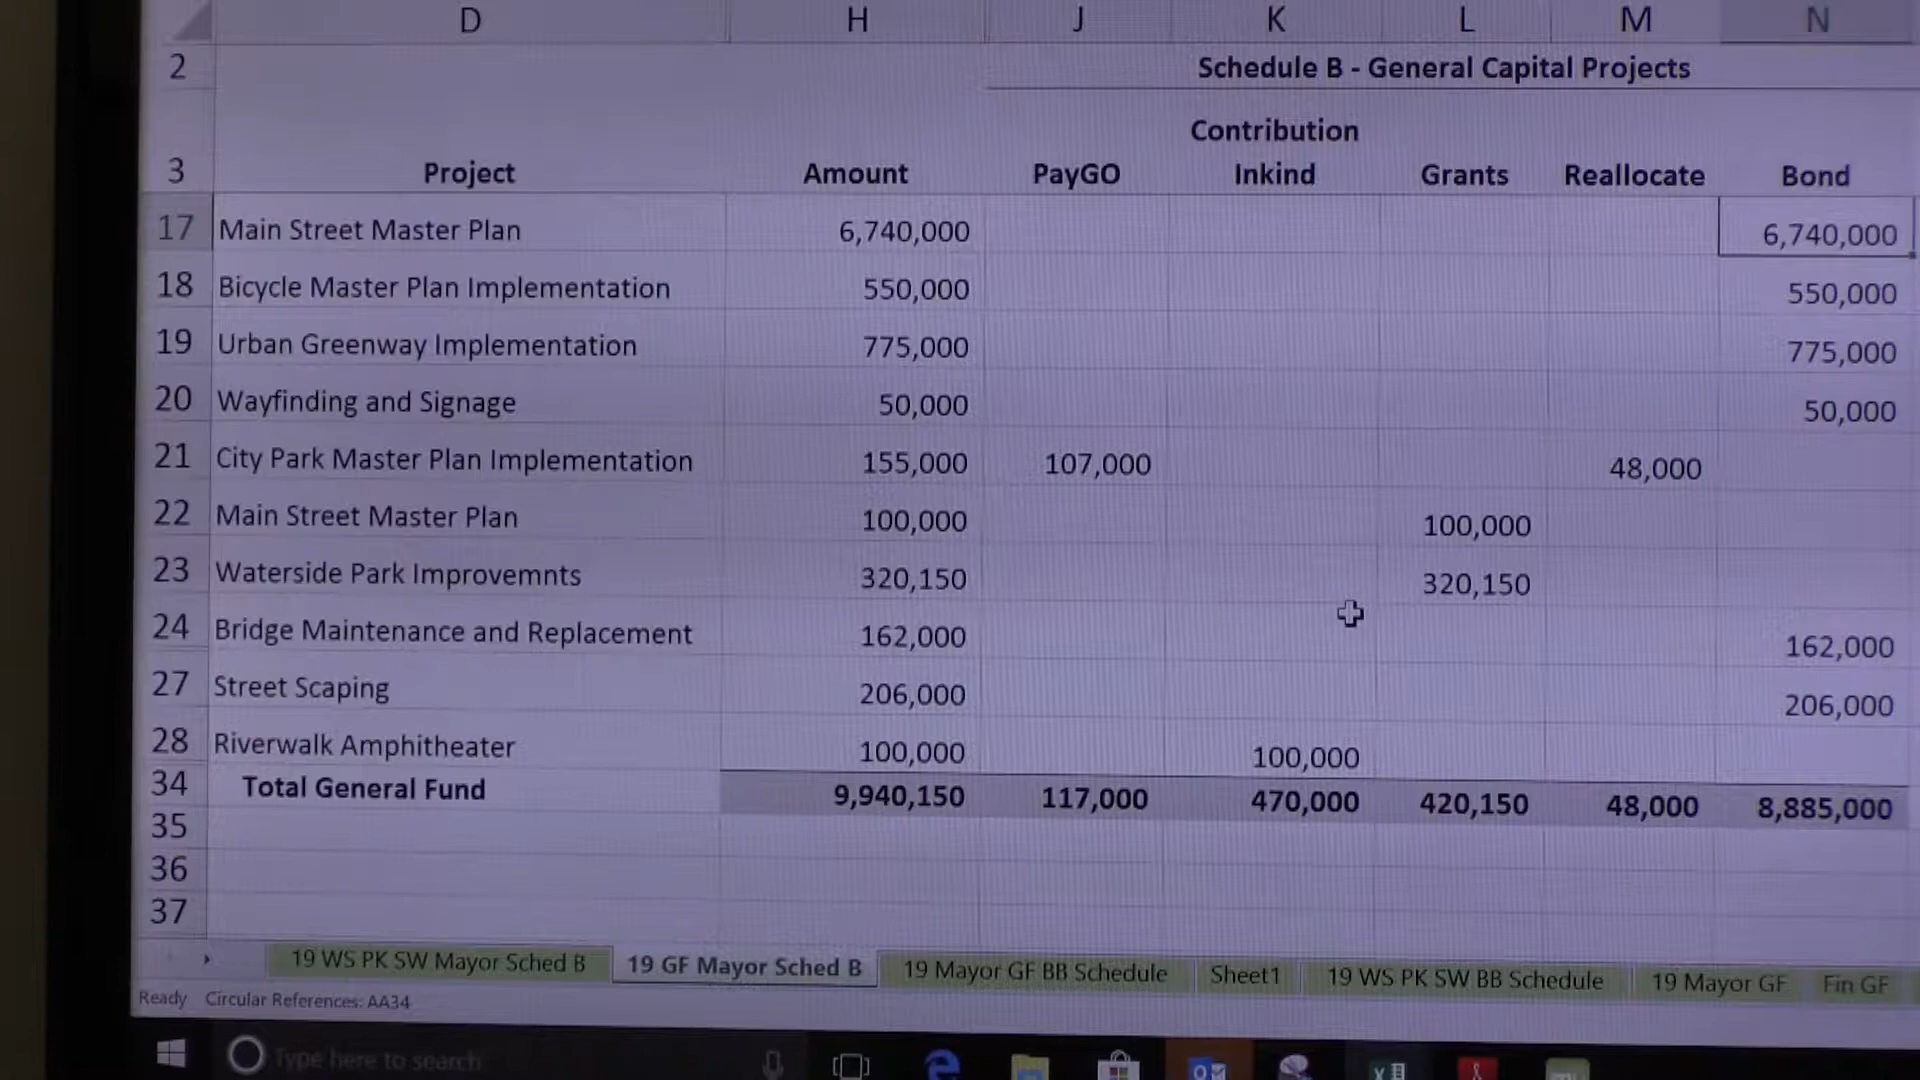 D H J K L M N
2 Schedule B - General Capital Projects
Contribution
3 Project Amount PayGO Inkind Grants Reallocate Bond
17 Main Street Master Plan 6,740,000 6,740,000
18 Bicycle Master Plan Implementation 550,000 550,000
19 Urban Greenway Implementation 775,000 775,000
20 Wayfinding and Signage 50,000 50,000
21 City Park Master Plan Implementation 155,000 107,000 48,000
22 Main Street Master Plan 100,000 100,000
23 Waterside Park Improvemnts 320,150 320,150
24 Bridge Maintenance and Replacement 162,000 162,000
27 Street Scaping 206,000 206,000
28 Riverwalk Amphitheater 100,000 100,000
34 Total General Fund 9,940,150 117,000 470,000 420,150 48,000 8,885,000
35
36
37
19 WS PK SW Mayor Sched B 19 GF Mayor Sched B 19 Mayor GF BB Schedule Sheet1 19 WS PK SW BB Schedule 19 Mayor GF Fin GF
Ready Circular References: AA34
Type here to search